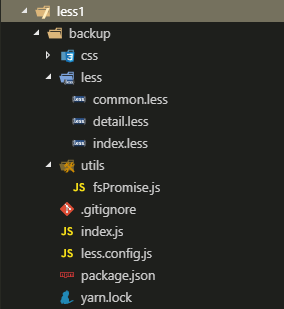 less1
backup
css
less
common.less
detail.less
index.less
utils
fsPromise.js
.gitignore
JS index.js
JS less.config.js
package.json
yarn.lock